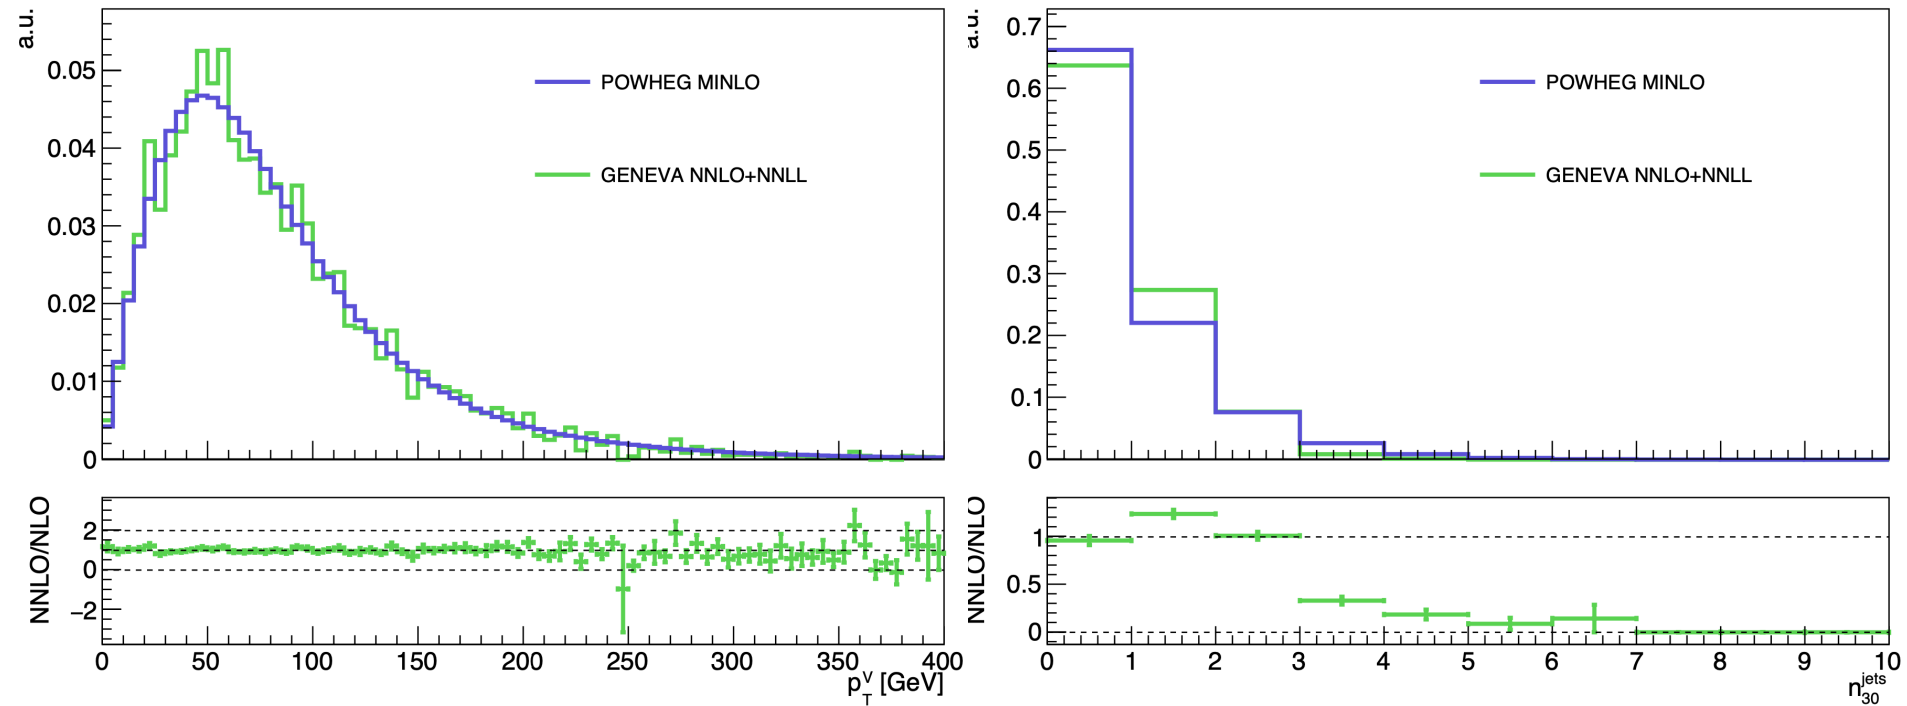 a.u.
0.05
0.04
0.03
0.02
0.01
0
POWHEG MINLO
GENEVA NNLO+NNLL
NNLO/NLO
2
0
−2
0 50 100 150 200 250 300 350 400
p_T^V [GeV]
a.u.
0.7
0.6
0.5
0.4
0.3
0.2
0.1
0
POWHEG MINLO
GENEVA NNLO+NNLL
NNLO/NLO
1
0.5
0
0 1 2 3 4 5 6 7 8 9 10
n_30^jets